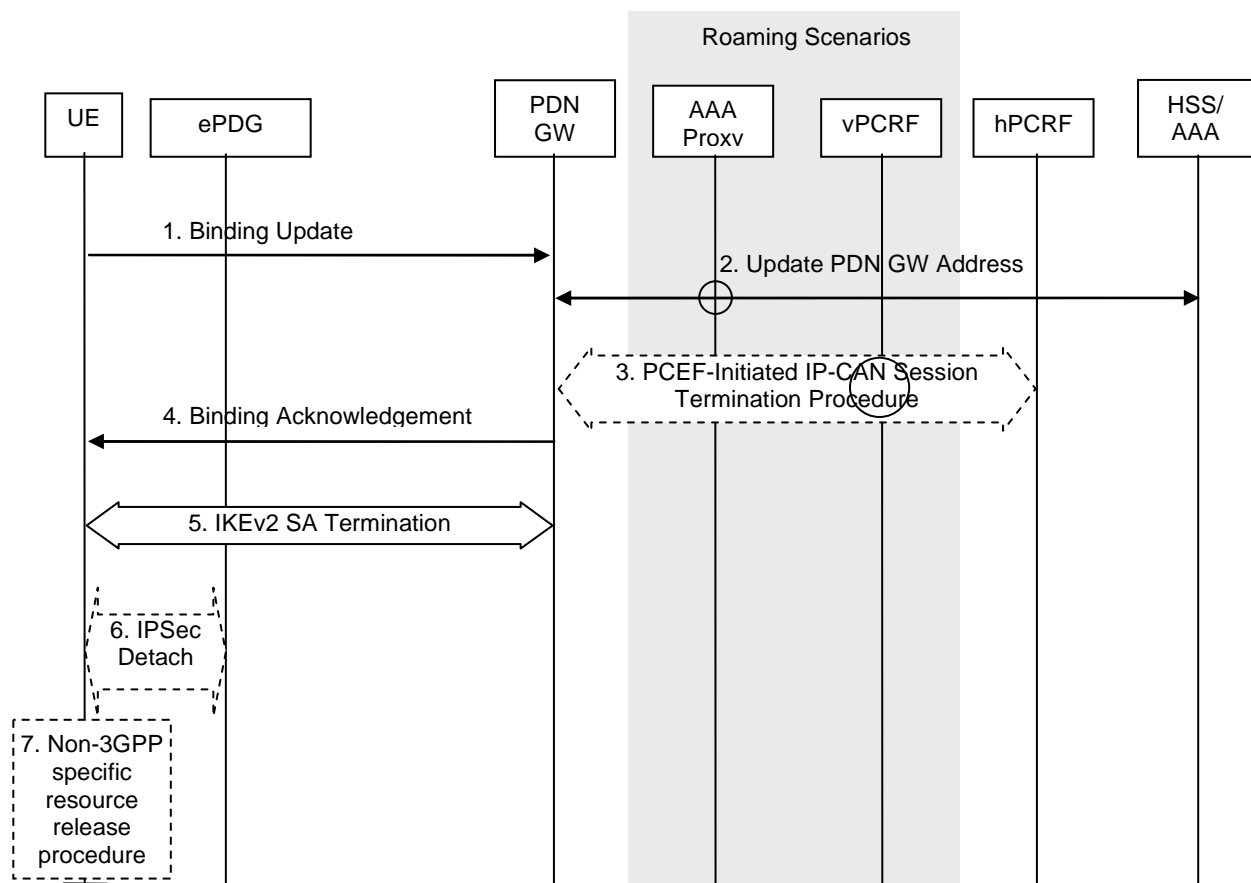 Roaming Scenarios
UE
ePDG
PDN
GW
AAA
Proxv
vPCRF
hPCRF
HSS/
AAA
1. Binding Update
2. Update PDN GW Address
3. PCEF-Initiated IP-CAN Session
Termination Procedure
4. Binding Acknowledgement
5. IKEv2 SA Termination
6. IPSec
Detach
7. Non-3GPP
specific
resource
release
procedure